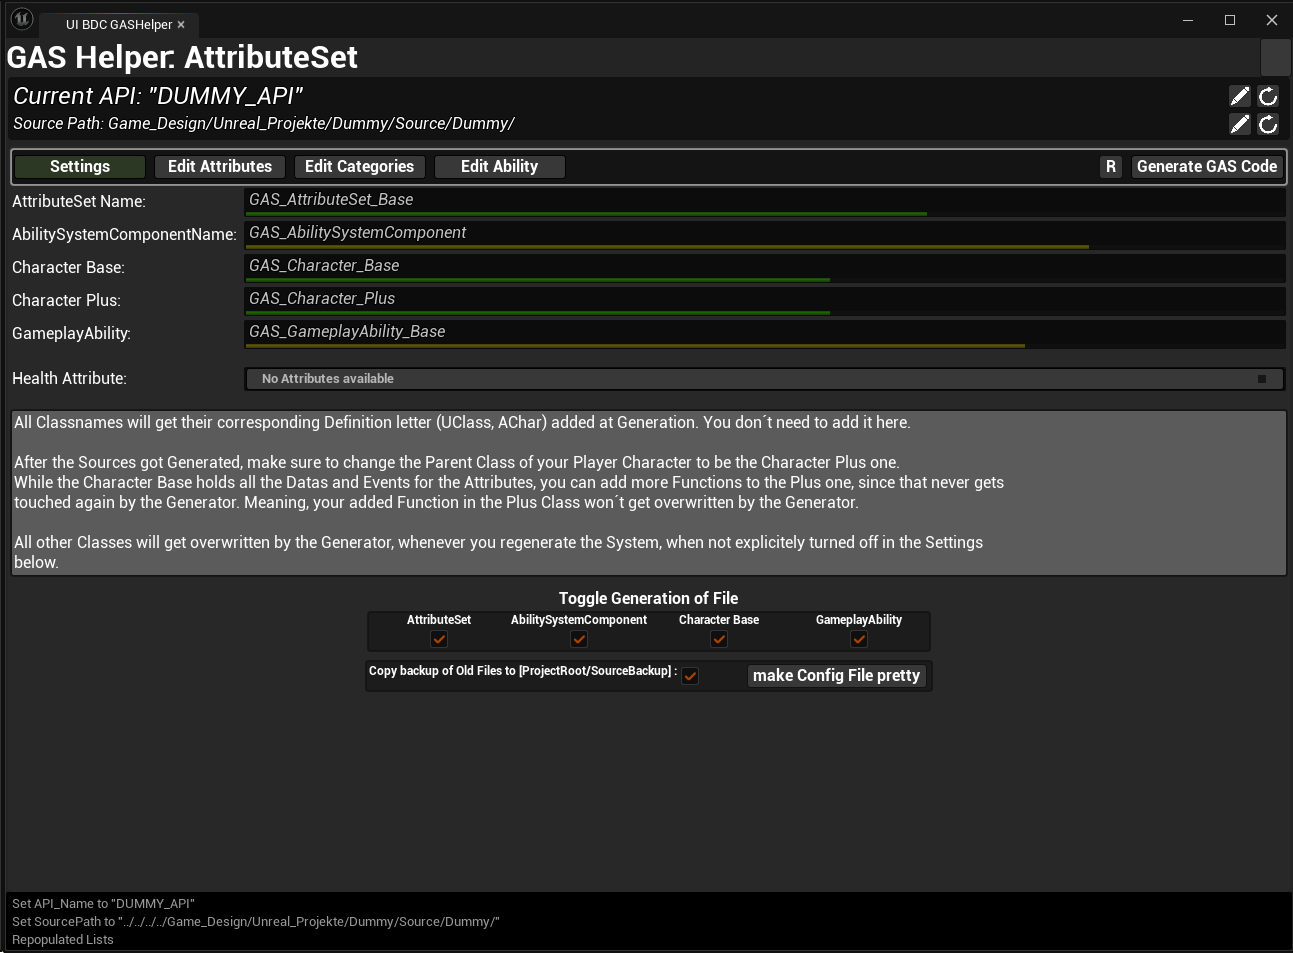 UI BDC GASHelper
GAS Helper: AttributeSet
Current API: "DUMMY_API"
Source Path: Game_Design/Unreal_Projekte/Dummy/Source/Dummy/
Settings Edit Attributes Edit Categories Edit Ability R Generate GAS Code
AttributeSet Name: GAS_AttributeSet_Base
AbilitySystemComponentName: GAS_AbilitySystemComponent
Character Base: GAS_Character_Base
Character Plus: GAS_Character_Plus
GameplayAbility: GAS_GameplayAbility_Base
Health Attribute: No Attributes available
All Classnames will get their corresponding Definition letter (UClass, AChar) added at Generation. You don´t need to add it here.
After the Sources got Generated, make sure to change the Parent Class of your Player Character to be the Character Plus one.
While the Character Base holds all the Datas and Events for the Attributes, you can add more Functions to the Plus one, since that never gets
touched again by the Generator. Meaning, your added Function in the Plus Class won´t get overwritten by the Generator.
All other Classes will get overwritten by the Generator, whenever you regenerate the System, when not explicitely turned off in the Settings
below.
Toggle Generation of File
AttributeSet AbilitySystemComponent Character Base GameplayAbility
Copy backup of Old Files to [ProjectRoot/SourceBackup] : make Config File pretty
Set API_Name to "DUMMY_API"
Set SourcePath to "../../../../Game_Design/Unreal_Projekte/Dummy/Source/Dummy/"
Repopulated Lists